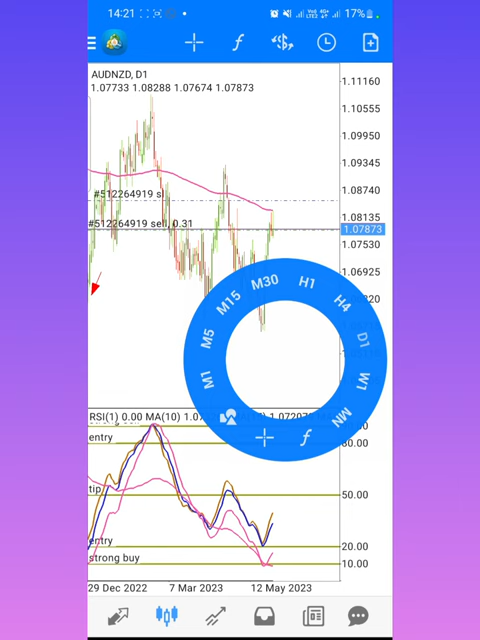 14:21
17%
AUDNZD, D1
1.07733 1.08288 1.07674 1.07873
1.11160
1.10555
1.09950
1.09345
1.08740
1.08135
1.07873
1.07530
1.06925
#512264919 sl
#512264919 sell, 0.31
M1 M5 M15 M30 H1 H4 D1 W1 MN
RSI(1) 0.00 MA(10)
entry
80.00
tip
50.00
entry
20.00
strong buy
10.00
29 Dec 2022 7 Mar 2023 12 May 2023